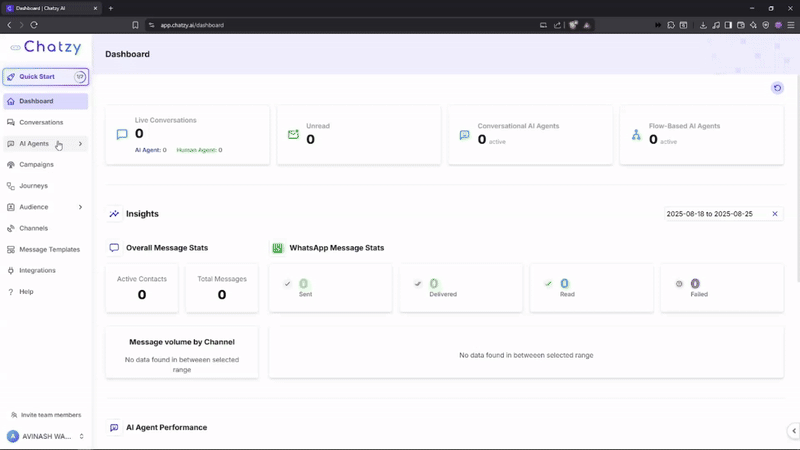 Dashboard | Chatzy AI
app.chatzy.ai/dashboard
Chatzy
Quick Start
1/7
Dashboard
Conversations
AI Agents
Campaigns
Journeys
Audience
Channels
Message Templates
Integrations
Help
Invite team members
A AVINASH WA...
Dashboard
Live Conversations
0
AI Agent: 0 Human Agent: 0
Unread
0
Conversational AI Agents
0 active
Flow-Based AI Agents
0 active
Insights
2025-08-18 to 2025-08-25
Overall Message Stats
WhatsApp Message Stats
Active Contacts
0
Total Messages
0
0
Sent
0
Delivered
0
Read
0
Failed
Message volume by Channel
No data found in betweeen selected
range
No data found in betweeen selected range
AI Agent Performance